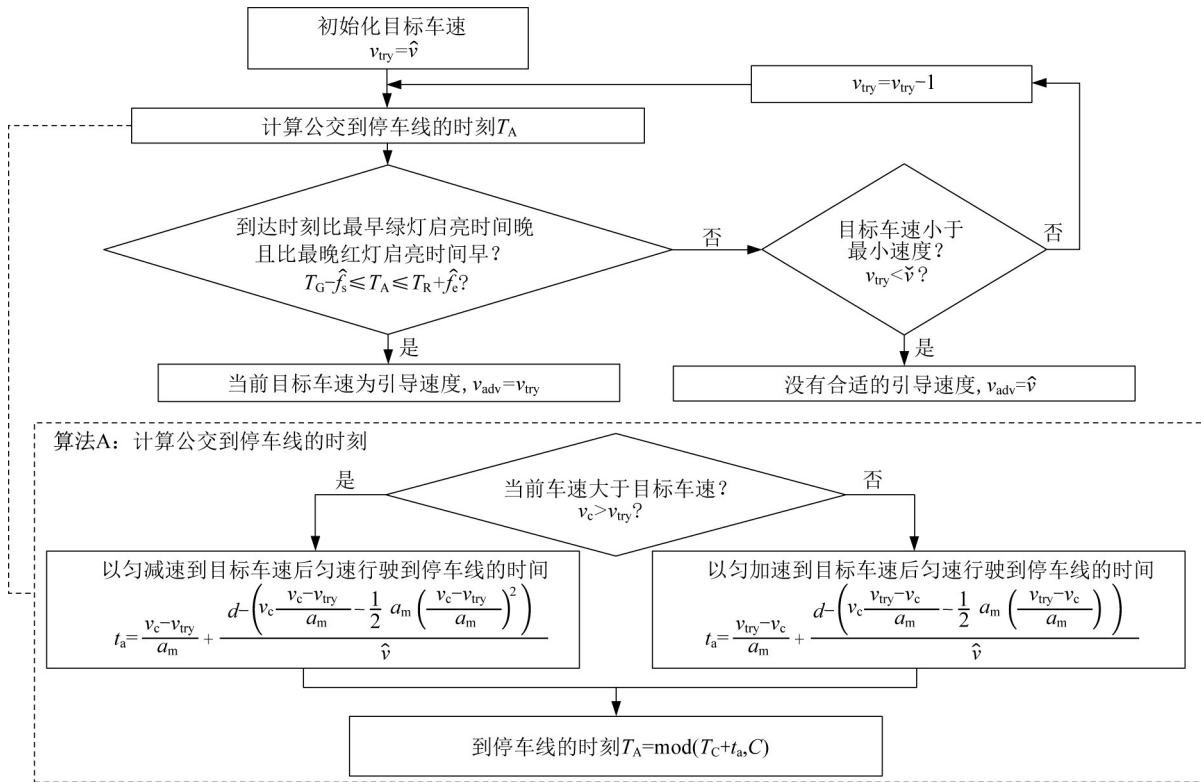 初始化目标车速
v_try=v̂
v_try=v_try−1
计算公交到停车线的时刻T_A
到达时刻比最早绿灯启亮时间晚
且比最晚红灯启亮时间早?
T_G−f̂_s≤T_A≤T_R+f̂_e?
否
目标车速小于
最小速度?
v_try<v̌?
否
是
是
当前目标车速为引导速度, v_adv=v_try
没有合适的引导速度, v_adv=v̂
算法A：计算公交到停车线的时刻
是
当前车速大于目标车速?
v_c>v_try?
否
以匀减速到目标车速后匀速行驶到停车线的时间
t_a=(v_c−v_try)/a_m + (d−(v_c (v_c−v_try)/a_m − 1/2 a_m ((v_c−v_try)/a_m)^2))/v̂
以匀加速到目标车速后匀速行驶到停车线的时间
t_a=(v_try−v_c)/a_m + (d−(v_c (v_try−v_c)/a_m − 1/2 a_m ((v_try−v_c)/a_m)))/v̂
到停车线的时刻T_A=mod(T_C+t_a,C)